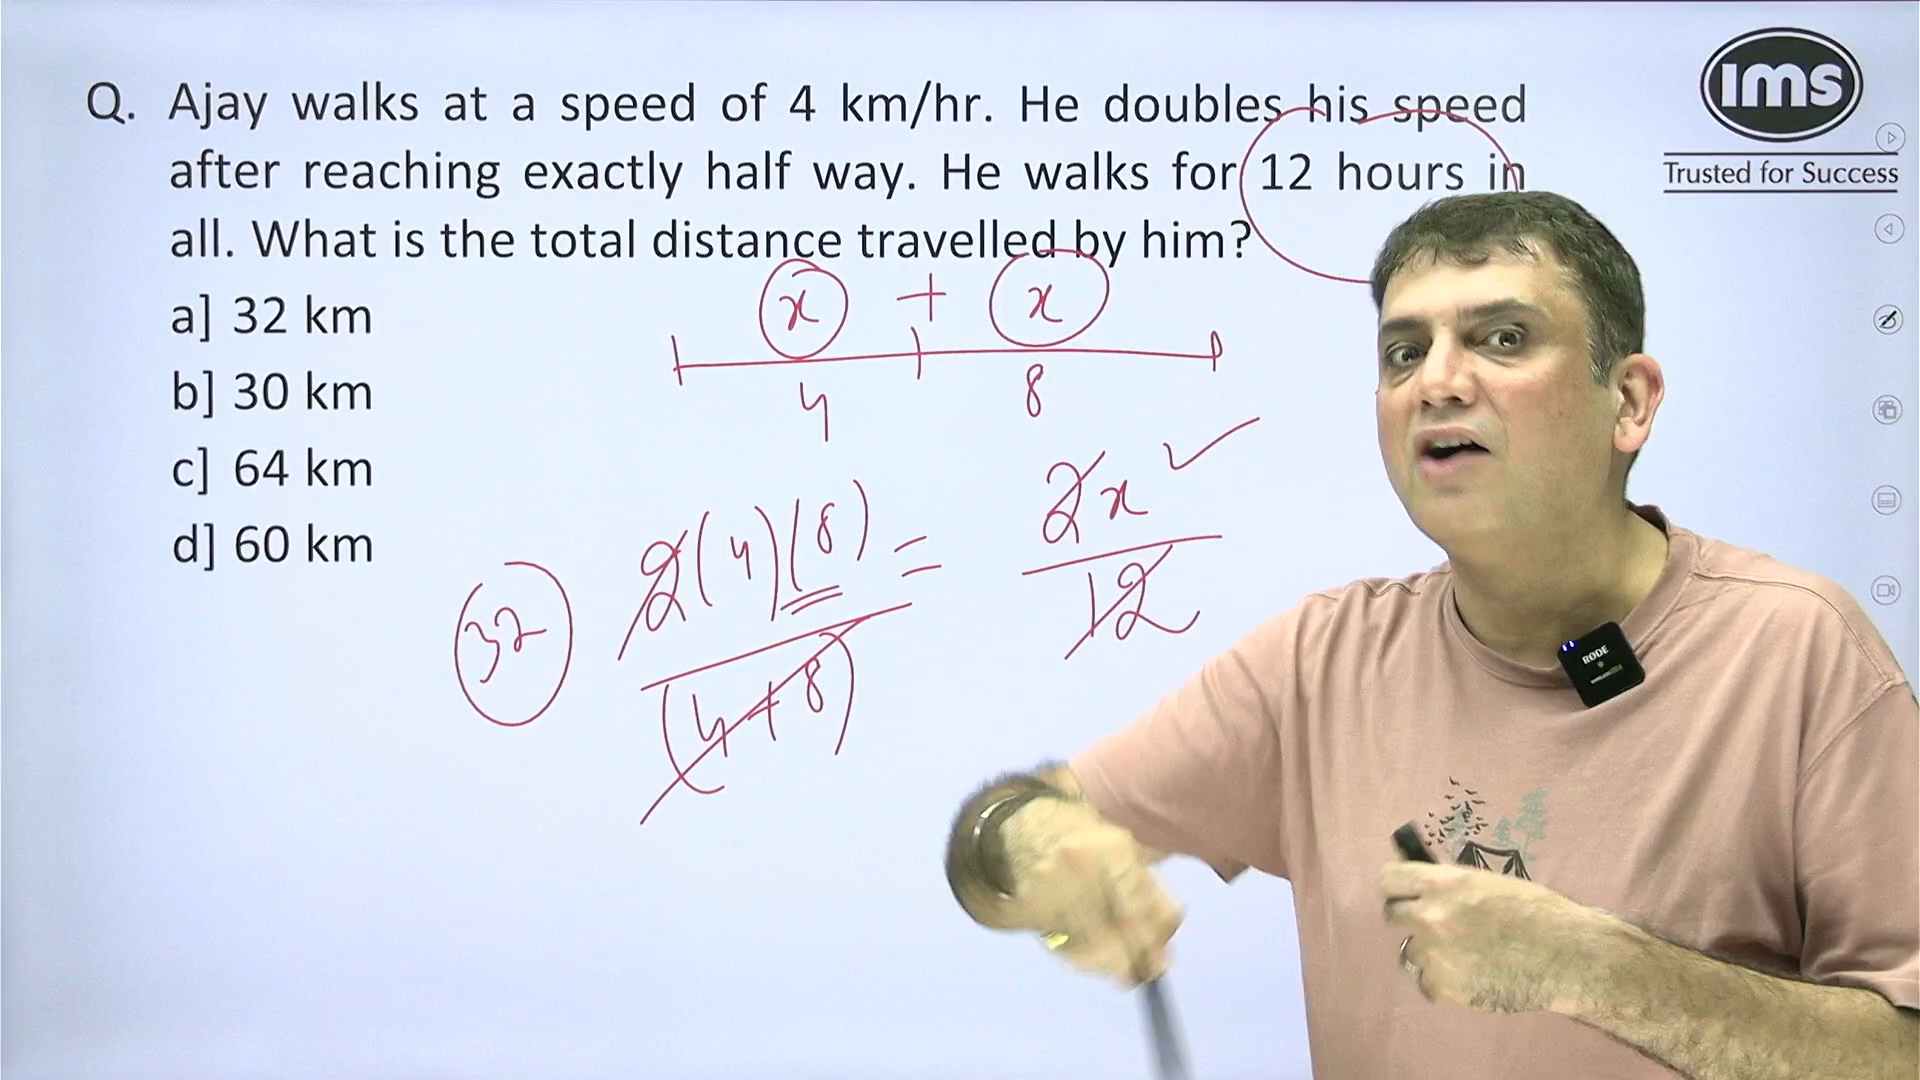 Q. Ajay walks at a speed of 4 km/hr. He doubles his speed
after reaching exactly half way. He walks for 12 hours in
all. What is the total distance travelled by him?
a] 32 km
b] 30 km
c] 64 km
d] 60 km
x + x
4 8
32
2(4)(8) = 2x
(4+8) 12
ims
Trusted for Success
RØDE